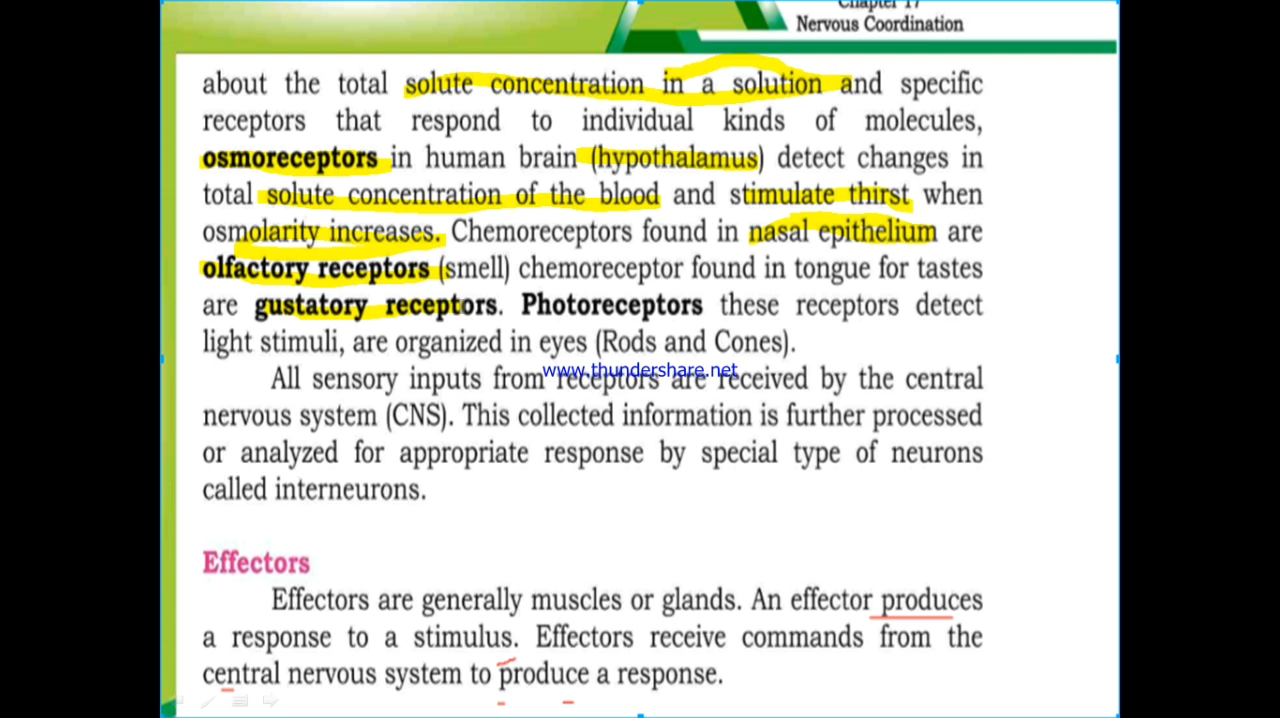 Chapter 17
Nervous Coordination
about the total solute concentration in a solution and specific
receptors that respond to individual kinds of molecules,
osmoreceptors in human brain (hypothalamus) detect changes in
total solute concentration of the blood and stimulate thirst when
osmolarity increases. Chemoreceptors found in nasal epithelium are
olfactory receptors (smell) chemoreceptor found in tongue for tastes
are gustatory receptors. Photoreceptors these receptors detect
light stimuli, are organized in eyes (Rods and Cones).
www.thundershare.net
All sensory inputs from receptors are received by the central
nervous system (CNS). This collected information is further processed
or analyzed for appropriate response by special type of neurons
called interneurons.
Effectors
Effectors are generally muscles or glands. An effector produces
a response to a stimulus. Effectors receive commands from the
central nervous system to produce a response.